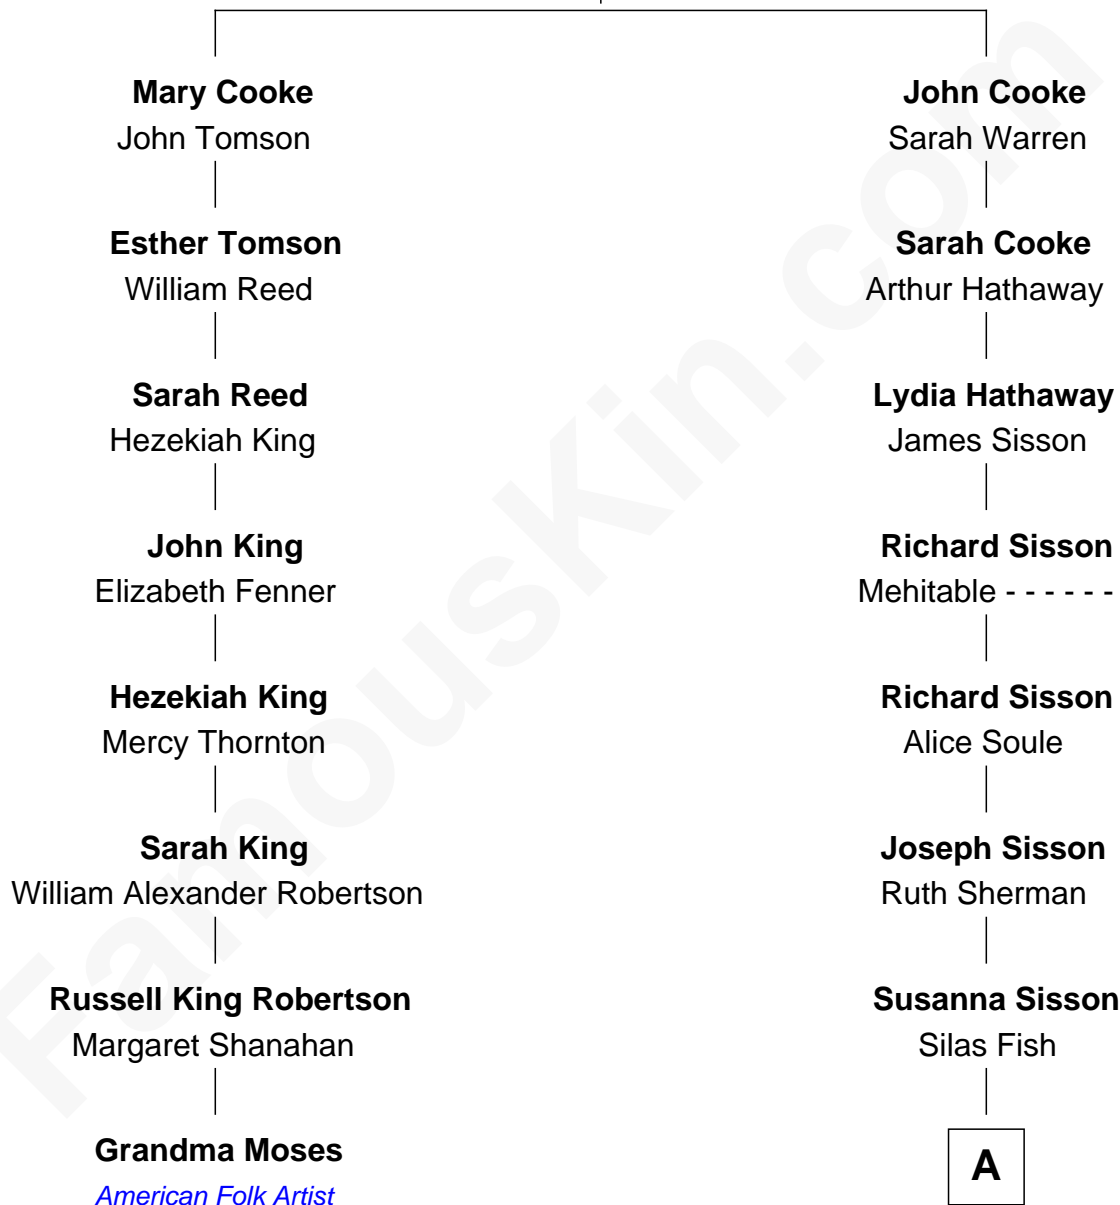 Mary Cooke
John Tomson
Esther Tomson
William Reed
Sarah Reed
Hezekiah King
John King
Elizabeth Fenner
Hezekiah King
Mercy Thornton
Sarah King
William Alexander Robertson
Russell King Robertson
Margaret Shanahan
Grandma Moses
American Folk Artist
John Cooke
Sarah Warren
Sarah Cooke
Arthur Hathaway
Lydia Hathaway
James Sisson
Richard Sisson
Mehitable - - - - - -
Richard Sisson
Alice Soule
Joseph Sisson
Ruth Sherman
Susanna Sisson
Silas Fish
A
FamousKin.com